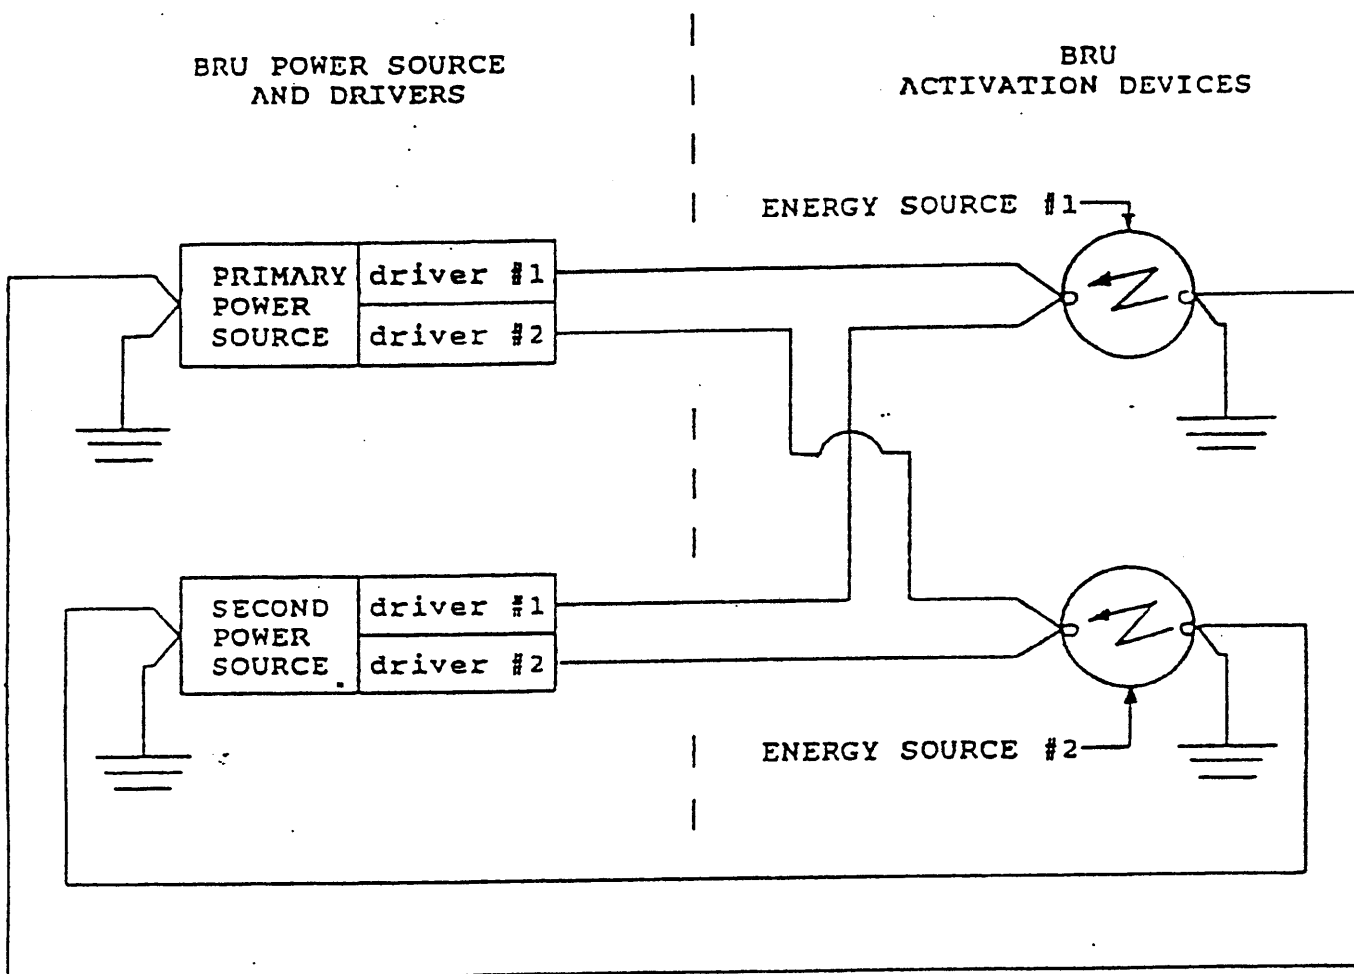 BRU POWER SOURCE
AND DRIVERS
BRU
ACTIVATION DEVICES
ENERGY SOURCE #1
PRIMARY
POWER
SOURCE
driver #1
driver #2
SECOND
POWER
SOURCE
driver #1
driver #2
ENERGY SOURCE #2